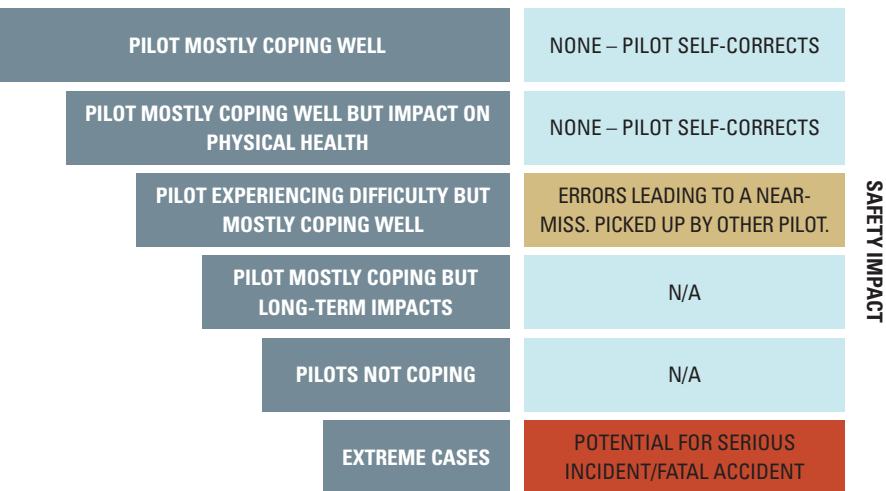 PILOT MOSTLY COPING WELL
NONE – PILOT SELF-CORRECTS
PILOT MOSTLY COPING WELL BUT IMPACT ON
PHYSICAL HEALTH
NONE – PILOT SELF-CORRECTS
PILOT EXPERIENCING DIFFICULTY BUT
MOSTLY COPING WELL
ERRORS LEADING TO A NEAR-
MISS. PICKED UP BY OTHER PILOT.
PILOT MOSTLY COPING BUT
LONG-TERM IMPACTS
N/A
PILOTS NOT COPING
N/A
EXTREME CASES
POTENTIAL FOR SERIOUS
INCIDENT/FATAL ACCIDENT
SAFETY IMPACT